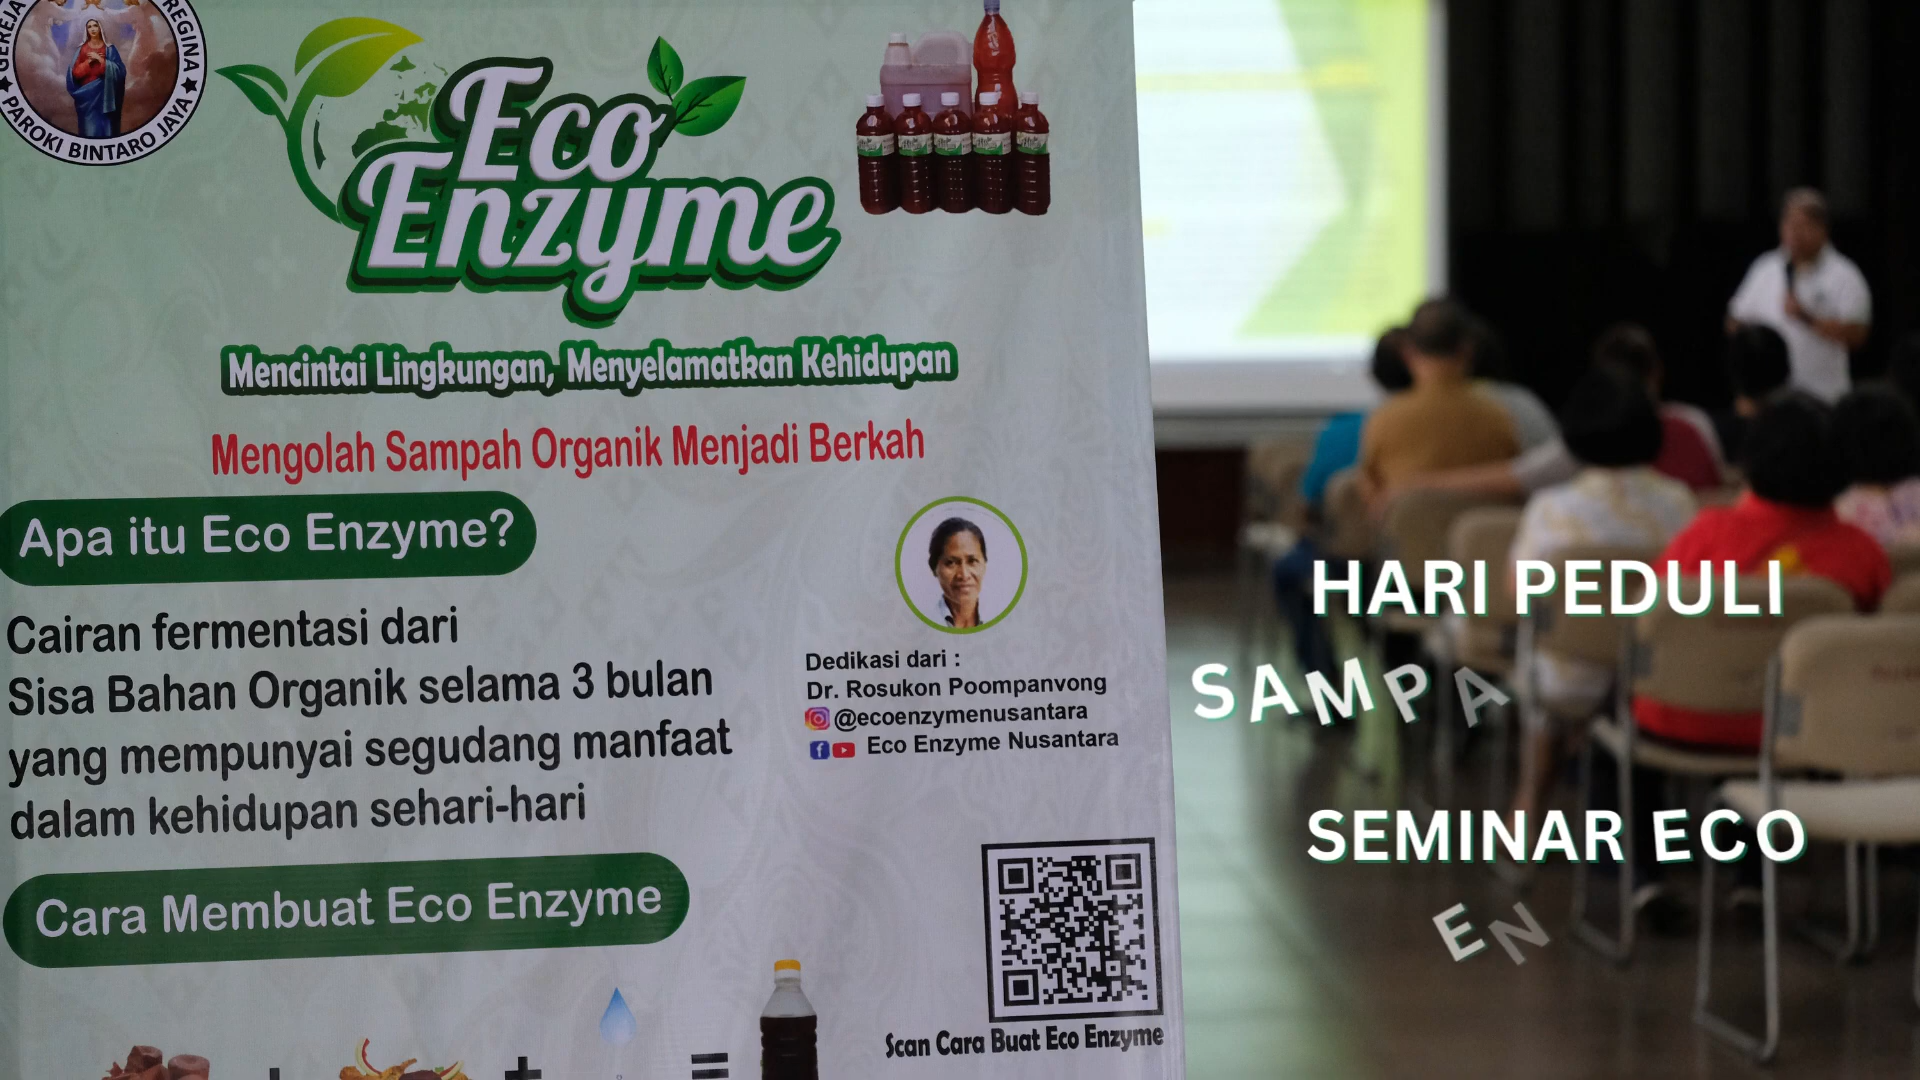 GEREJA
REGINA
PAROKI BINTARO JAYA
Eco
Enzyme
Mencintai Lingkungan, Menyelamatkan Kehidupan
Mengolah Sampah Organik Menjadi Berkah
Apa itu Eco Enzyme?
Cairan fermentasi dari
Sisa Bahan Organik selama 3 bulan
yang mempunyai segudang manfaat
dalam kehidupan sehari-hari
Dedikasi dari :
Dr. Rosukon Poompanvong
@ecoenzymenusantara
Eco Enzyme Nusantara
Cara Membuat Eco Enzyme
+ + =
Scan Cara Buat Eco Enzyme
HARI PEDULI
SAMPA
SEMINAR ECO
EN